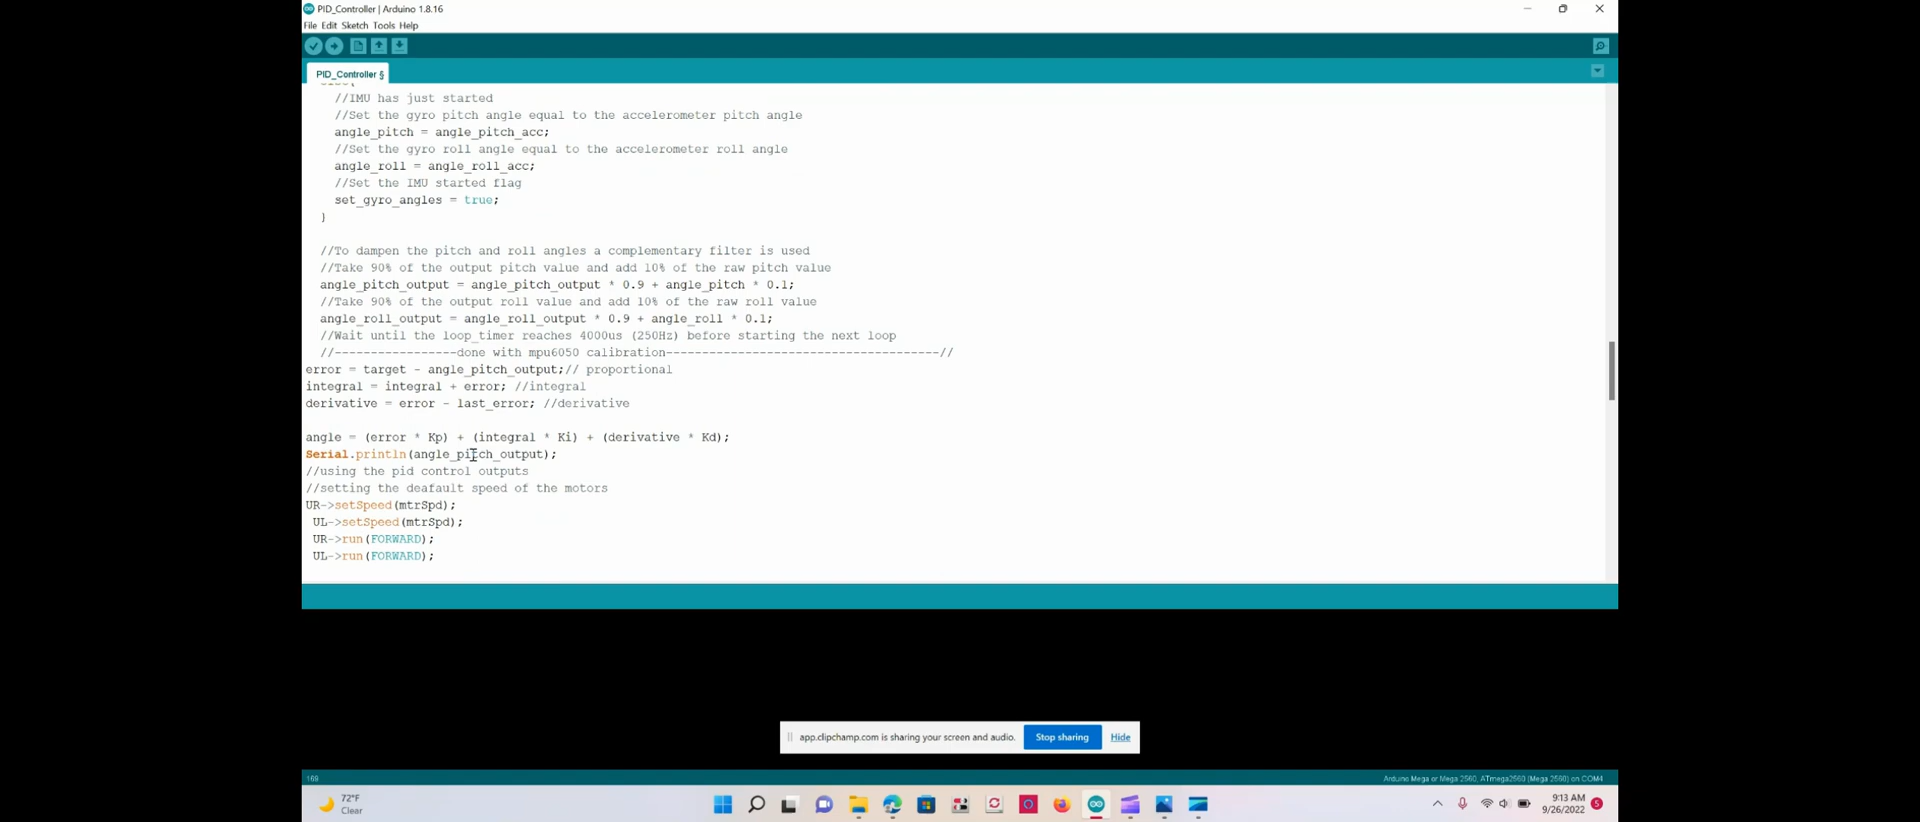 PID_Controller | Arduino 1.8.16
File Edit Sketch Tools Help
PID_Controller §
//IMU has just started
//Set the gyro pitch angle equal to the accelerometer pitch angle
angle_pitch = angle_pitch_acc;
//Set the gyro roll angle equal to the accelerometer roll angle
angle_roll = angle_roll_acc;
//Set the IMU started flag
set_gyro_angles = true;
}
//To dampen the pitch and roll angles a complementary filter is used
//Take 90% of the output pitch value and add 10% of the raw pitch value
angle_pitch_output = angle_pitch_output * 0.9 + angle_pitch * 0.1;
//Take 90% of the output roll value and add 10% of the raw roll value
angle_roll_output = angle_roll_output * 0.9 + angle_roll * 0.1;
//Wait until the loop_timer reaches 4000us (250Hz) before starting the next loop
//-----------------done with mpu6050 calibration--------------------------------------//
error = target - angle_pitch_output;// proportional
integral = integral + error; //integral
derivative = error - last_error; //derivative
angle = (error * Kp) + (integral * Ki) + (derivative * Kd);
Serial.println(angle_pitch_output);
//using the pid control outputs
//setting the deafault speed of the motors
UR->setSpeed(mtrSpd);
UL->setSpeed(mtrSpd);
UR->run(FORWARD);
UL->run(FORWARD);
app.clipchamp.com is sharing your screen and audio. Stop sharing Hide
169 Arduino Mega or Mega 2560, ATmega2560 (Mega 2560) on COM4
72°F
Clear
9:13 AM
9/26/2022 5